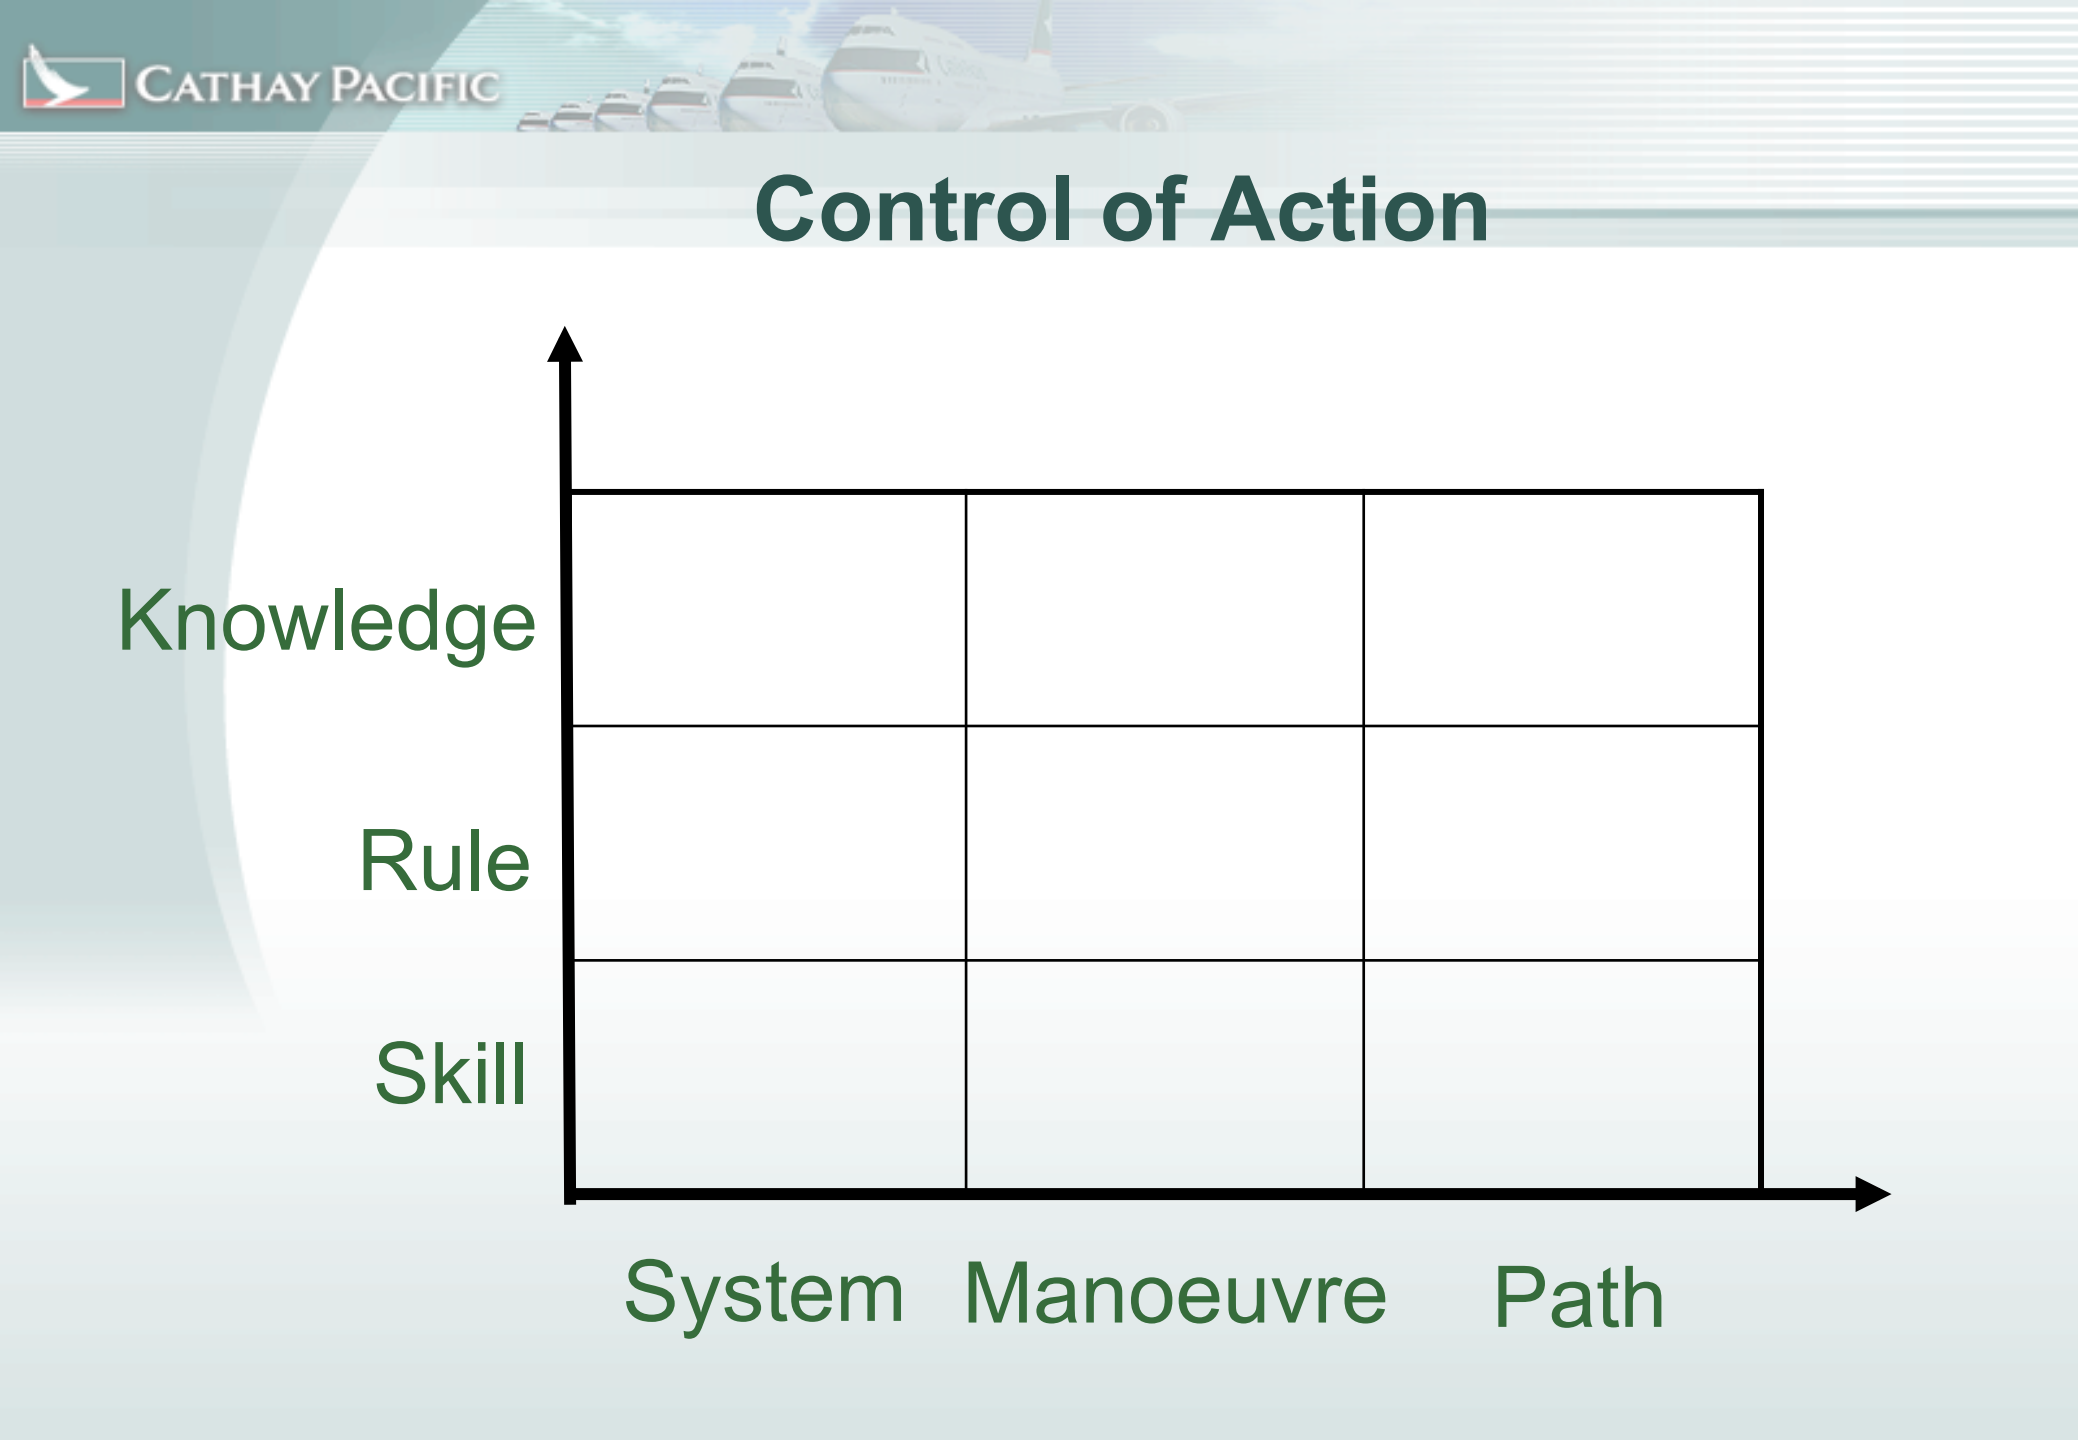 CATHAY PACIFIC
Control of Action
Knowledge
Rule
Skill
System Manoeuvre Path